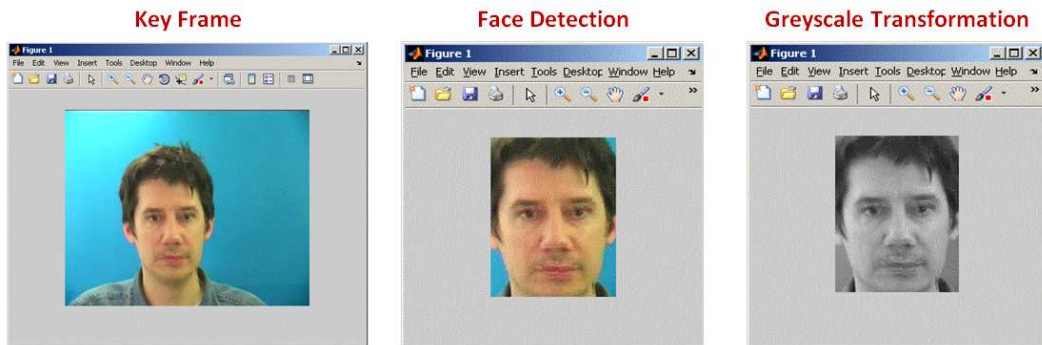 Key Frame
Figure 1
File Edit View Insert Tools Desktop Window Help
Face Detection
Figure 1
File Edit View Insert Tools Desktop Window Help
Greyscale Transformation
Figure 1
File Edit View Insert Tools Desktop Window Help